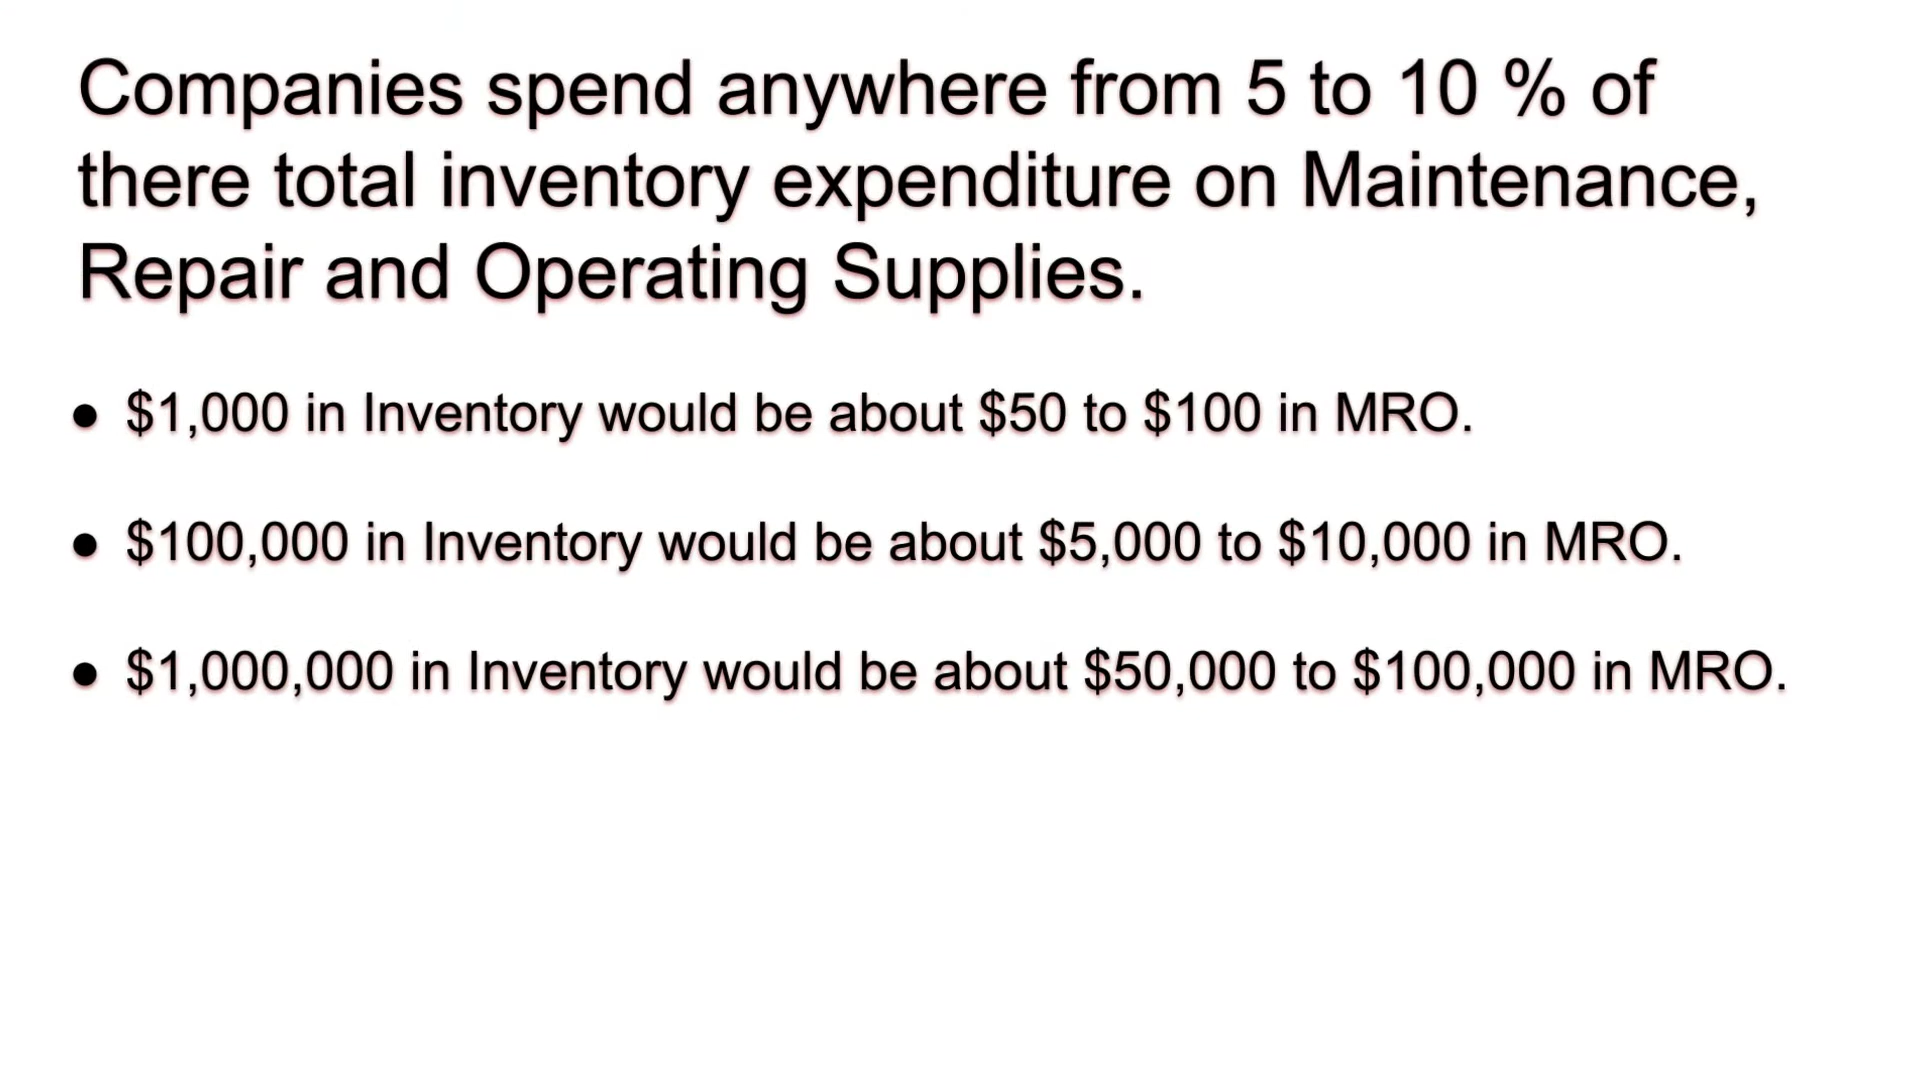 Companies spend anywhere from 5 to 10 % of
there total inventory expenditure on Maintenance,
Repair and Operating Supplies.
● $1,000 in Inventory would be about $50 to $100 in MRO.
● $100,000 in Inventory would be about $5,000 to $10,000 in MRO.
● $1,000,000 in Inventory would be about $50,000 to $100,000 in MRO.